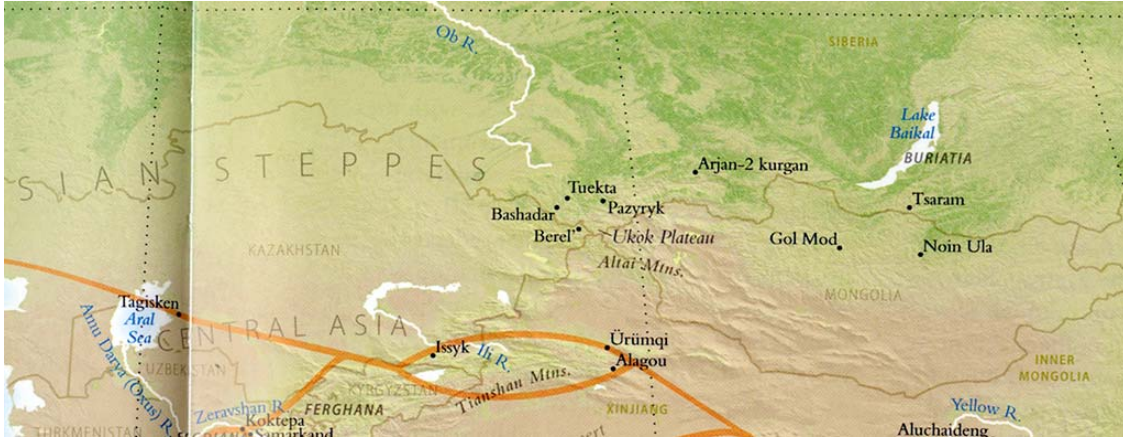 Ob R.
SIBERIA
Lake
Baikal
BURIATIA
SIAN STEPPES
Arjan-2 kurgan
Tuekta
Pazyryk
Bashadar
Tsaram
Berel'
Ukok Plateau
Gol Mod
Noin Ula
KAZAKHSTAN
Altai Mtns.
MONGOLIA
Tagisken
Aral
Sea
CENTRAL ASIA
Amu Darya (Oxus) R.
Issyk
Ili R.
Ürümqi
Alagou
UZBEKISTAN
KYRGYZSTAN
Tianshan Mtns.
INNER
MONGOLIA
Zeravshan R.
FERGHANA
XINJIANG
Yellow R.
Koktepa
Samarkand
TURKMENISTAN
Aluchaideng